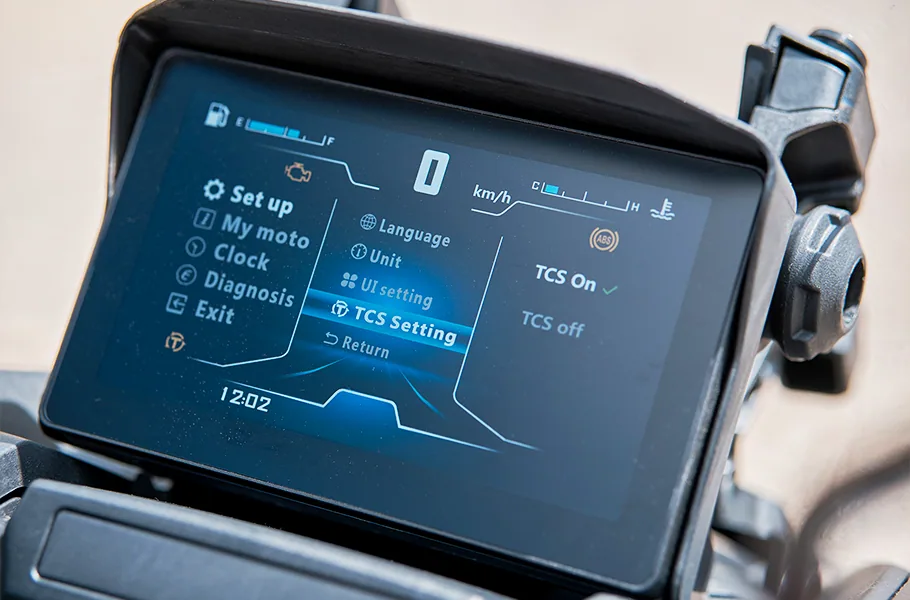 E F
0
km/h
C H
ABS
Set up
My moto
Clock
Diagnosis
Exit
Language
Unit
UI setting
TCS Setting
Return
TCS On
TCS off
12:02